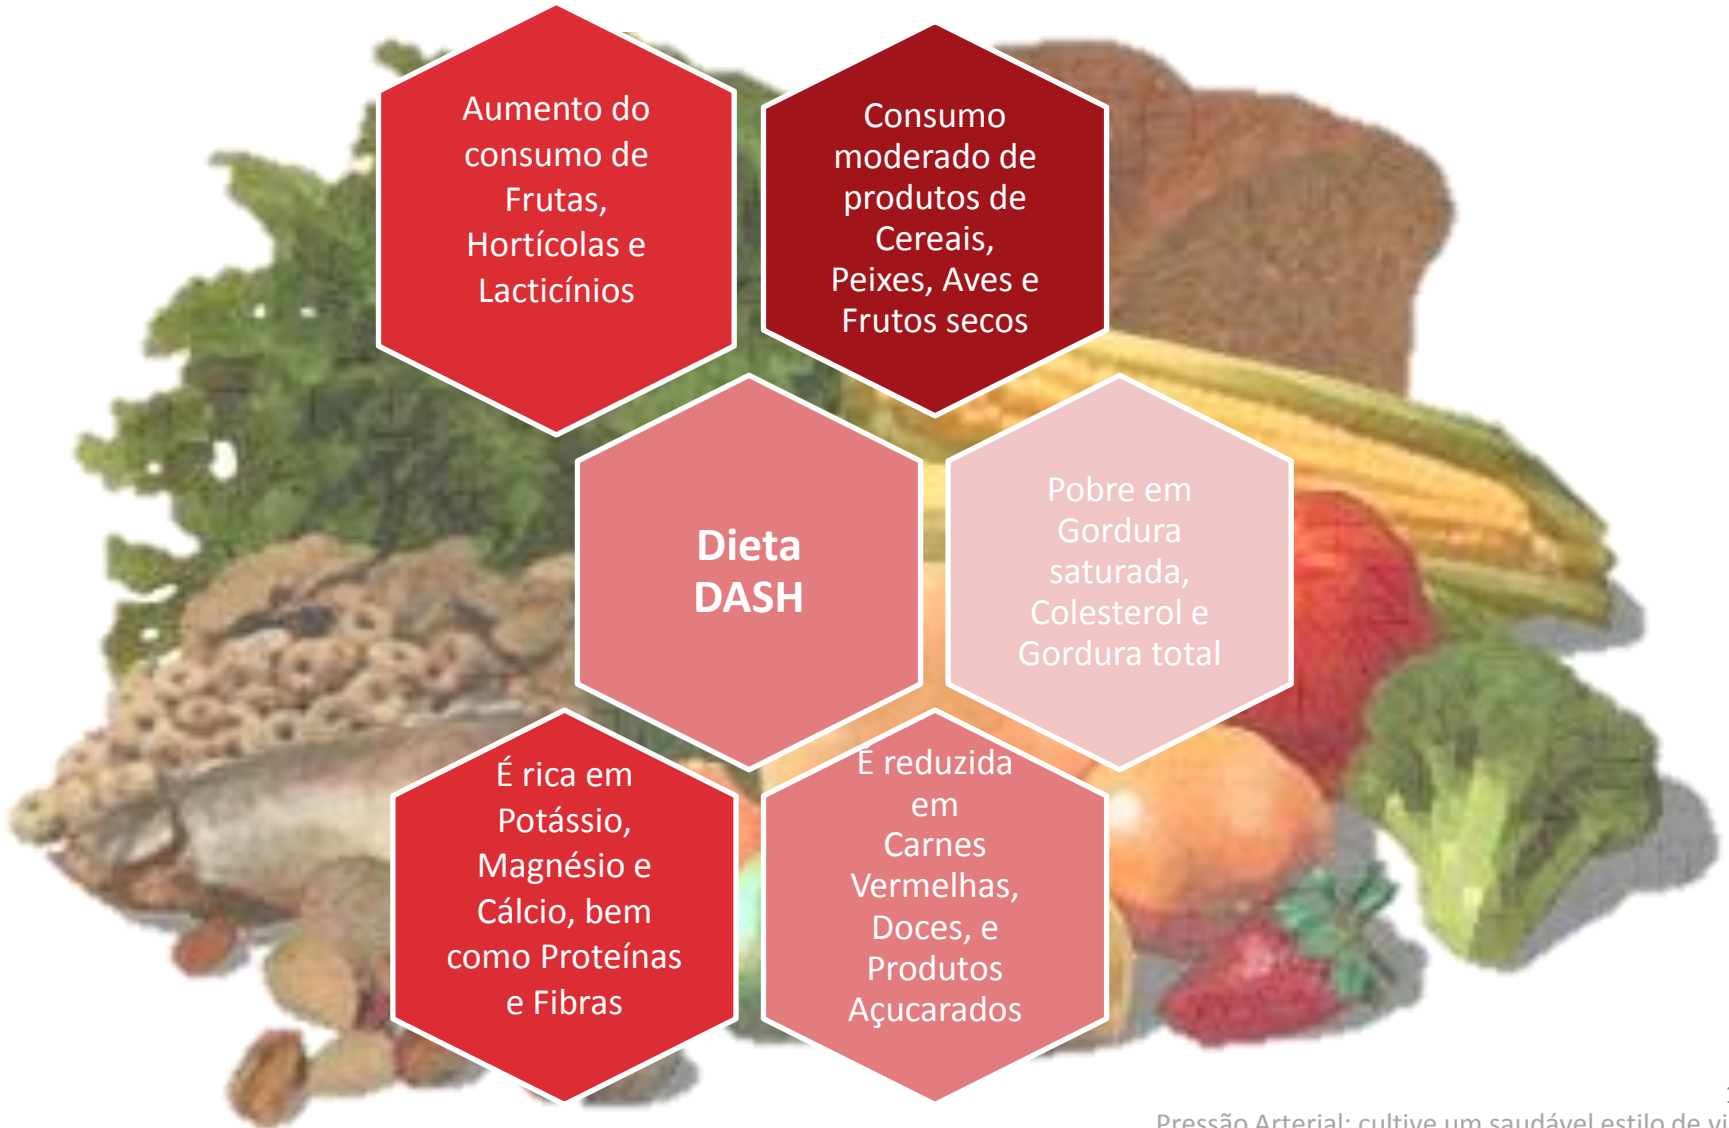 Aumento do
consumo de
Frutas,
Hortícolas e
Lacticínios
Consumo
moderado de
produtos de
Cereais,
Peixes, Aves e
Frutos secos
Dieta
DASH
Pobre em
Gordura
saturada,
Colesterol e
Gordura total
É rica em
Potássio,
Magnésio e
Cálcio, bem
como Proteínas
e Fibras
É reduzida
em
Carnes
Vermelhas,
Doces, e
Produtos
Açucarados
Pressão Arterial: cultive um saudável estilo de